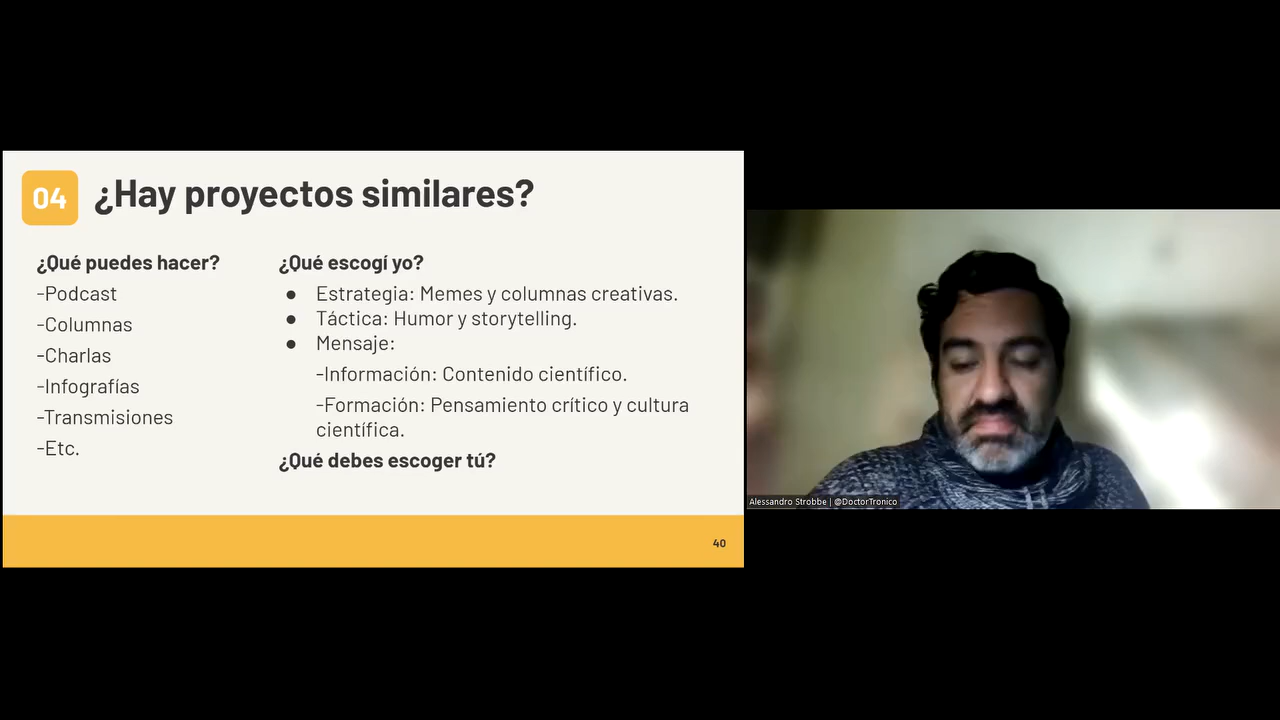 04 ¿Hay proyectos similares?
¿Qué puedes hacer?
-Podcast
-Columnas
-Charlas
-Infografías
-Transmisiones
-Etc.
¿Qué escogí yo?
● Estrategia: Memes y columnas creativas.
● Táctica: Humor y storytelling.
● Mensaje:
-Información: Contenido científico.
-Formación: Pensamiento crítico y cultura
científica.
¿Qué debes escoger tú?
40
Alessandro Strobbe | @DoctorTronico